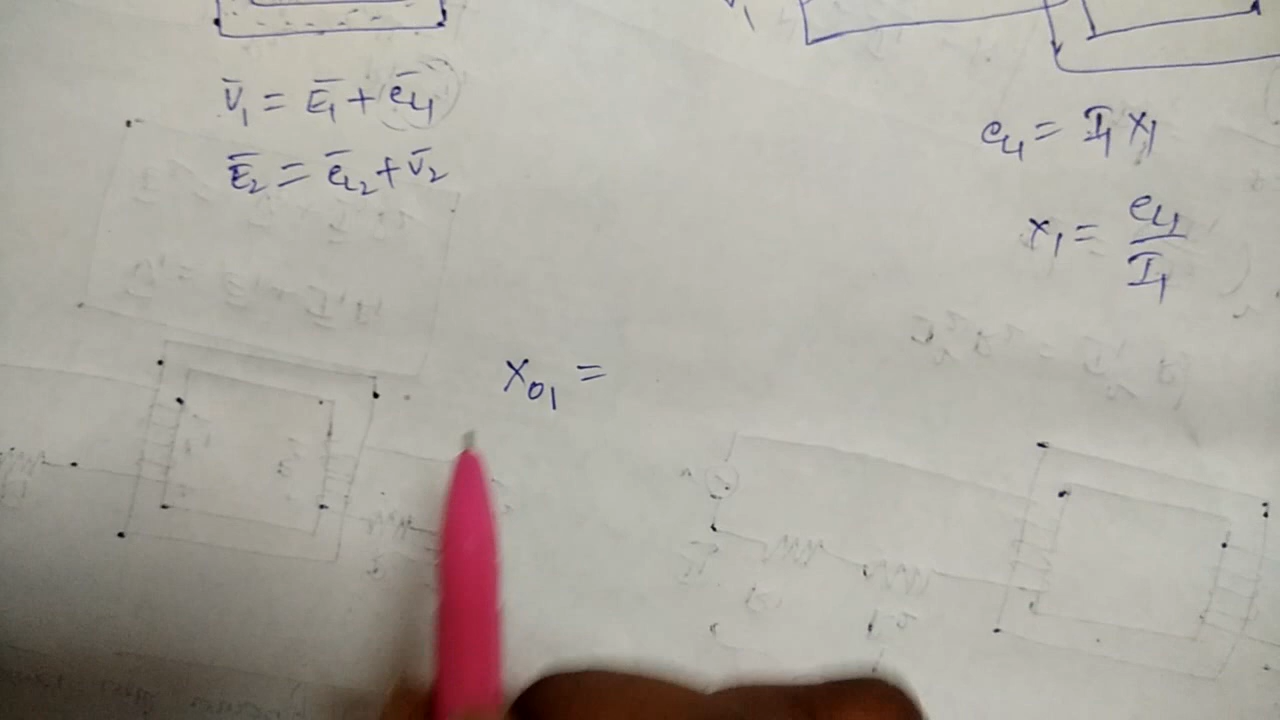 V̄₁ = Ē₁ + ēL₁
Ē₂ = ēL₂ + V̄₂
eL₁ = I₁ X₁
X₁ = eL₁ / I₁
X₀₁ =